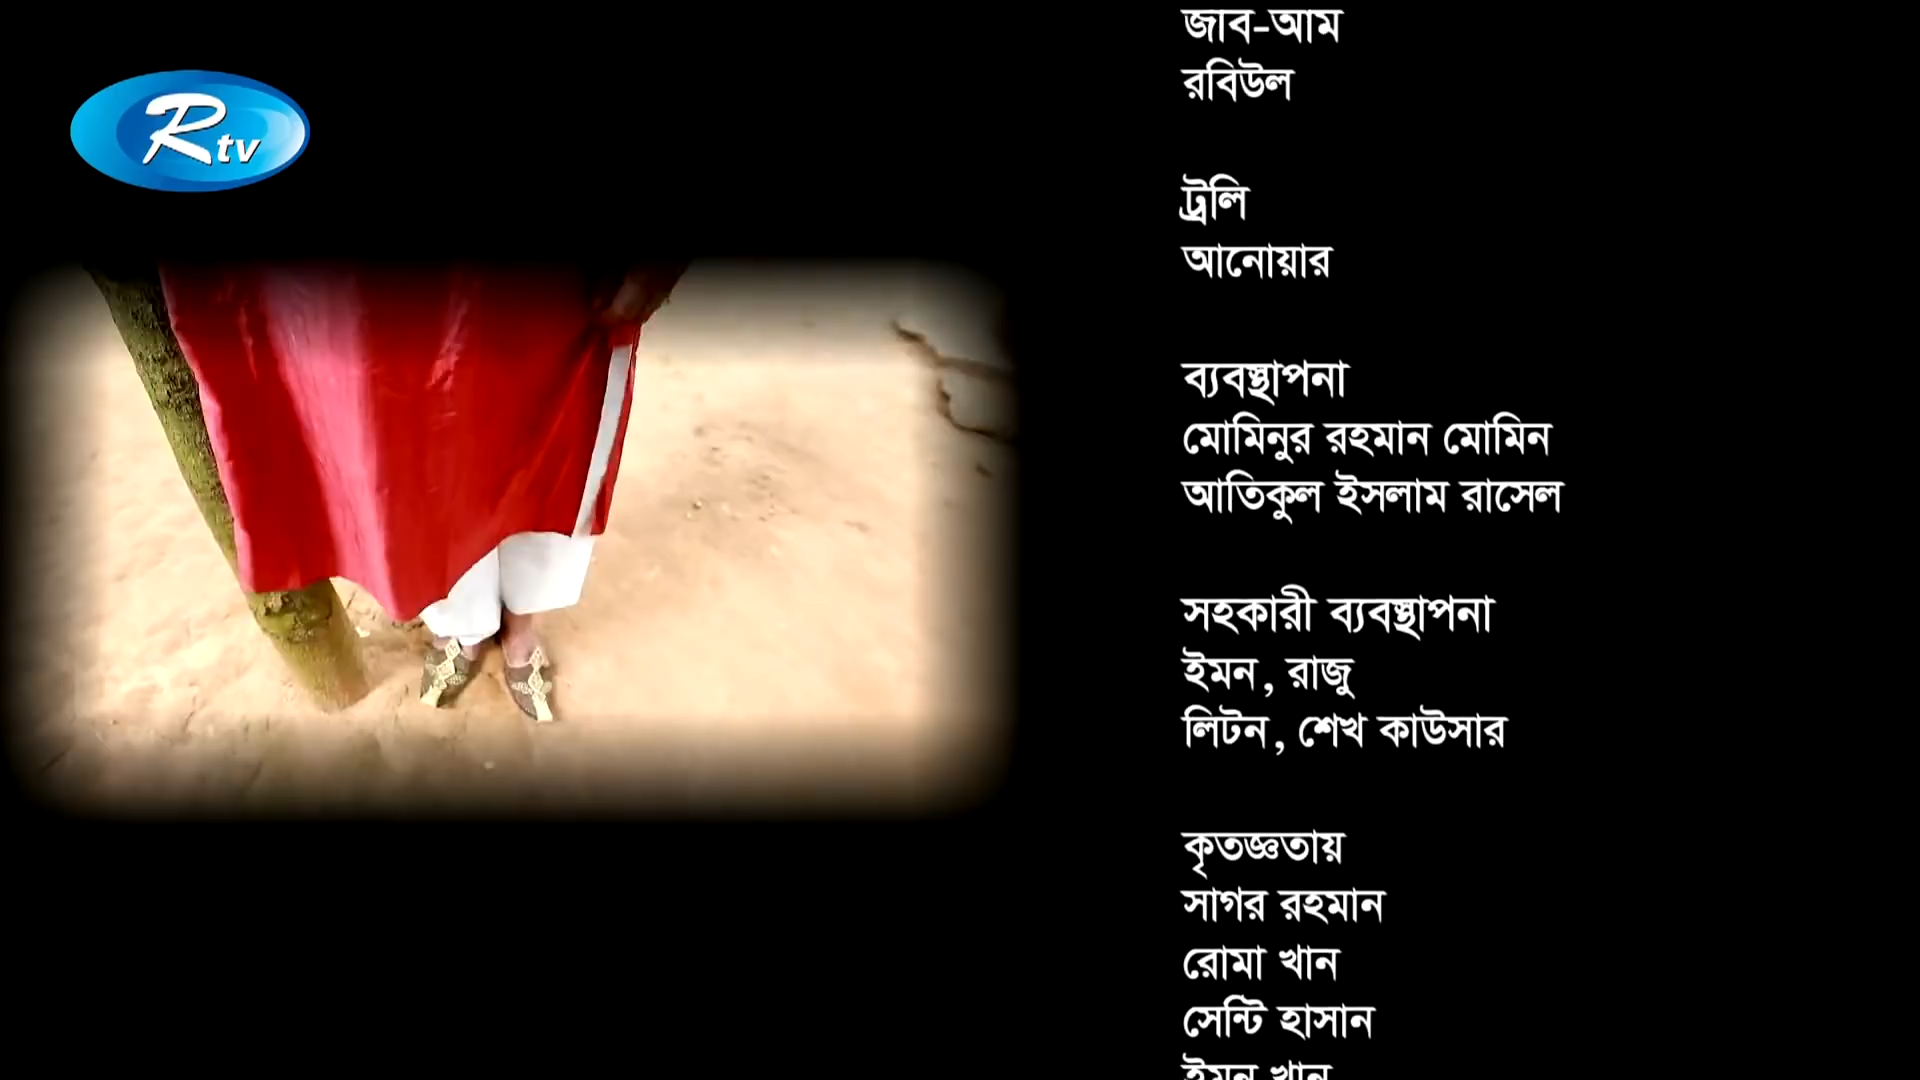 Rtv
জাব-আম
রবিউল
ট্রলি
আনোয়ার
ব্যবস্থাপনা
মোমিনুর রহমান মোমিন
আতিকুল ইসলাম রাসেল
সহকারী ব্যবস্থাপনা
ইমন, রাজু
লিটন, শেখ কাউসার
কৃতজ্ঞতায়
সাগর রহমান
রোমা খান
সেন্টি হাসান
ইমন খান